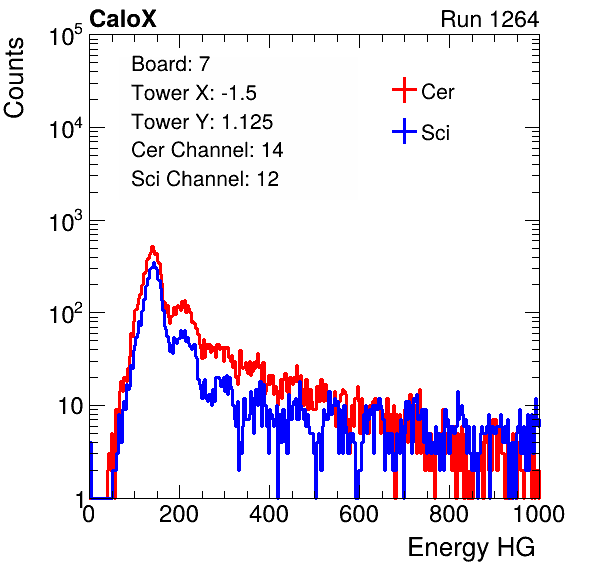 CaloX Run 1264
Counts
10^5
10^4
10^3
10^2
10
1
Board: 7
Tower X: -1.5
Tower Y: 1.125
Cer Channel: 14
Sci Channel: 12
Cer
Sci
0 200 400 600 800 1000
Energy HG